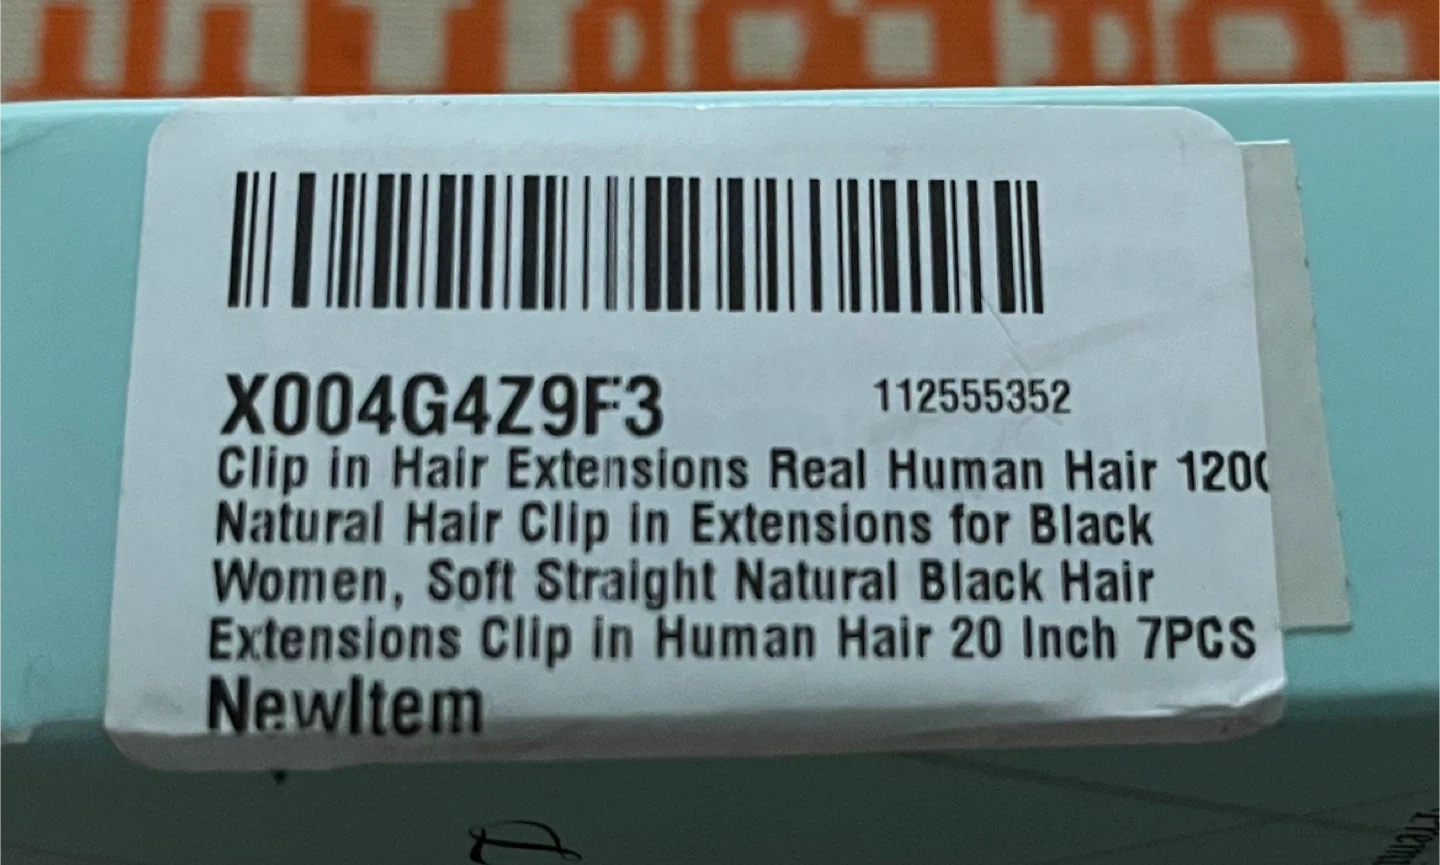 X004G4Z9F3 112555352
Clip in Hair Extensions Real Human Hair 120G
Natural Hair Clip in Extensions for Black
Women, Soft Straight Natural Black Hair
Extensions Clip in Human Hair 20 Inch 7PCS
NewItem